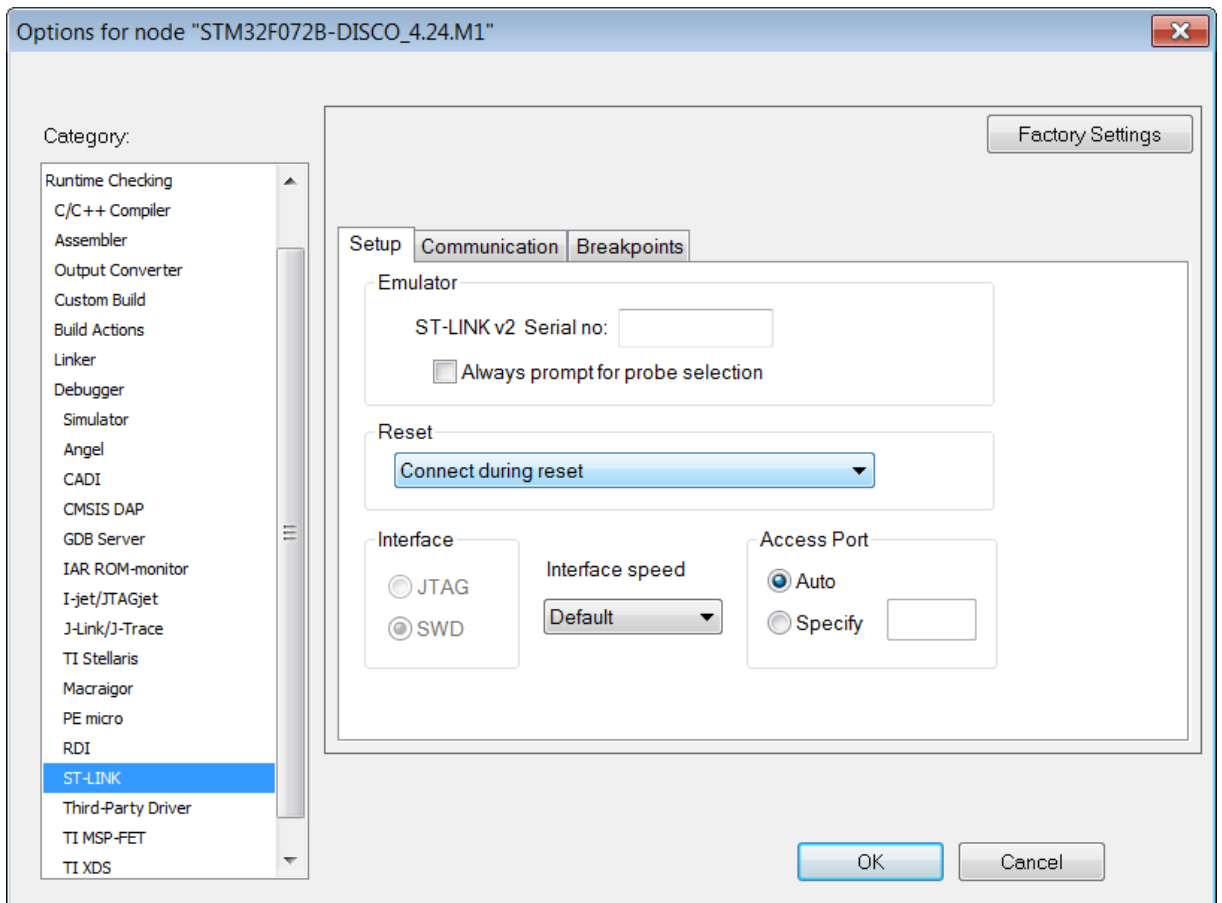 Options for node "STM32F072B-DISCO_4.24.M1"
Category:
Runtime Checking
C/C++ Compiler
Assembler
Output Converter
Custom Build
Build Actions
Linker
Debugger
Simulator
Angel
CADI
CMSIS DAP
GDB Server
IAR ROM-monitor
I-jet/JTAGjet
J-Link/J-Trace
TI Stellaris
Macraigor
PE micro
RDI
ST-LINK
Third-Party Driver
TI MSP-FET
TI XDS
Factory Settings
Setup Communication Breakpoints
Emulator
ST-LINK v2 Serial no:
Always prompt for probe selection
Reset
Connect during reset
Interface
JTAG
SWD
Interface speed
Default
Access Port
Auto
Specify
OK Cancel